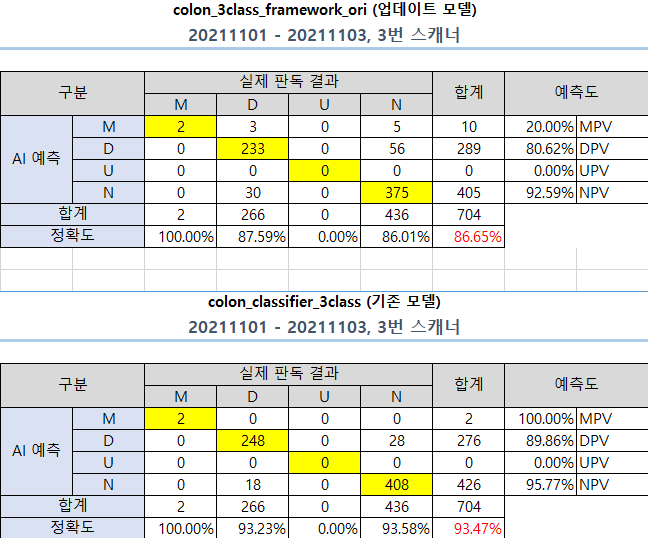 colon_3class_framework_ori (업데이트 모델)
20211101 - 20211103, 3번 스캐너
구분 실제 판독 결과 합계 예측도
M D U N
AI 예측 M 2 3 0 5 10 20.00% MPV
D 0 233 0 56 289 80.62% DPV
U 0 0 0 0 0 0.00% UPV
N 0 30 0 375 405 92.59% NPV
합계 2 266 0 436 704
정확도 100.00% 87.59% 0.00% 86.01% 86.65%
colon_classifier_3class (기존 모델)
20211101 - 20211103, 3번 스캐너
구분 실제 판독 결과 합계 예측도
M D U N
AI 예측 M 2 0 0 0 2 100.00% MPV
D 0 248 0 28 276 89.86% DPV
U 0 0 0 0 0 0.00% UPV
N 0 18 0 408 426 95.77% NPV
합계 2 266 0 436 704
정확도 100.00% 93.23% 0.00% 93.58% 93.47%